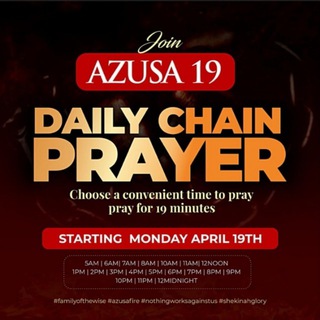 Join
AZUSA 19
DAILY CHAIN
PRAYER
Choose a convenient time to pray
pray for 19 minutes
STARTING MONDAY APRIL 19TH
5AM | 6AM| 7AM | 8AM | 10AM | 11AM| 12NOON
1PM | 2PM | 3PM | 4PM | 5PM | 6PM | 7PM | 8PM | 9PM
10PM | 11PM | 12MIDNIGHT
#familyofthewise #azusafire #nothingworksagainstus #shekinahglory